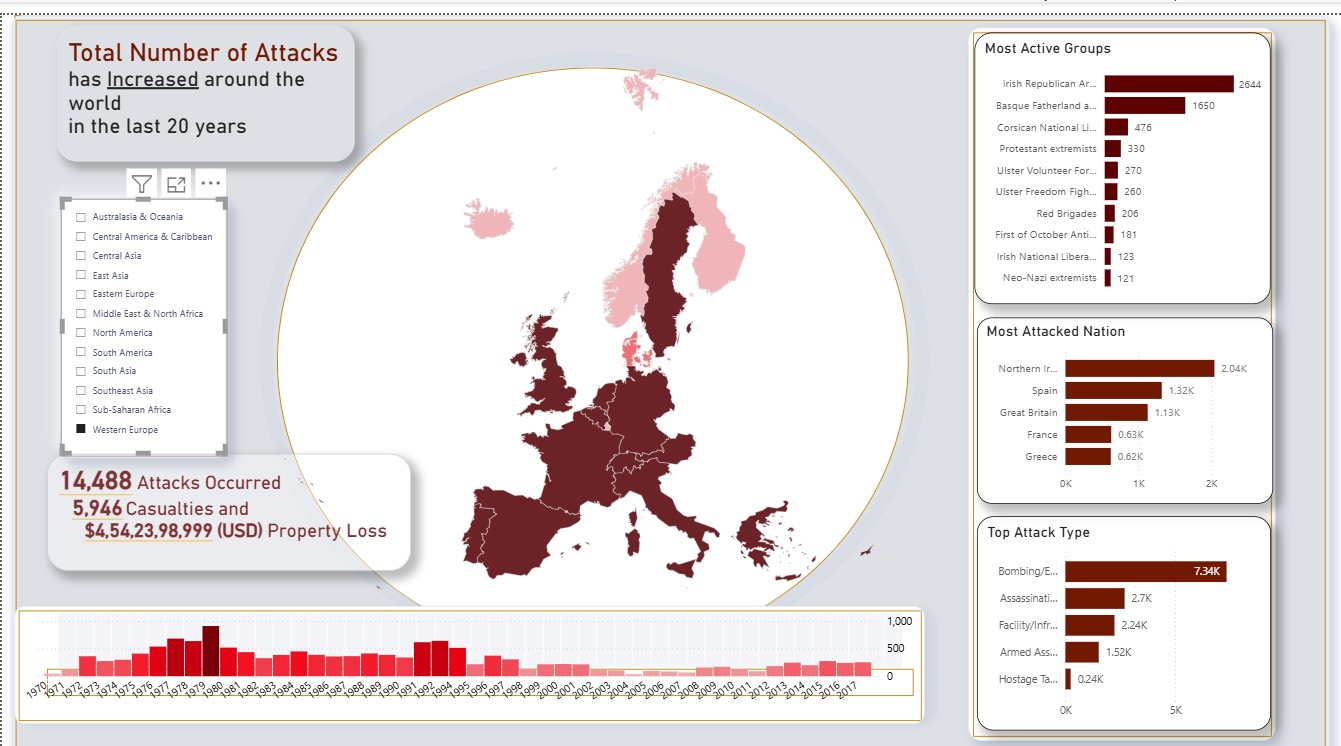 Total Number of Attacks
has Increased around the
world
in the last 20 years
Australasia & Oceania
Central America & Caribbean
Central Asia
East Asia
Eastern Europe
Middle East & North Africa
North America
South America
South Asia
Southeast Asia
Sub-Saharan Africa
Western Europe
14,488 Attacks Occurred
5,946 Casualties and
$4,54,23,98,999 (USD) Property Loss
1,000
500
0
1970 1971 1972 1973 1974 1975 1976 1977 1978 1979 1980 1981 1982 1983 1984 1985 1986 1987 1988 1989 1990 1991 1992 1994 1995 1996 1997 1998 1999 2000 2001 2002 2003 2004 2005 2006 2007 2008 2009 2010 2011 2012 2013 2014 2015 2016 2017
Most Active Groups
Irish Republican Ar... 2644
Basque Fatherland a... 1650
Corsican National Li... 476
Protestant extremists 330
Ulster Volunteer For... 270
Ulster Freedom Figh... 260
Red Brigades 206
First of October Anti... 181
Irish National Libera... 123
Neo-Nazi extremists 121
Most Attacked Nation
Northern Ir... 2.04K
Spain 1.32K
Great Britain 1.13K
France 0.63K
Greece 0.62K
0K 1K 2K
Top Attack Type
Bombing/E... 7.34K
Assassinati... 2.7K
Facility/Infr... 2.24K
Armed Ass... 1.52K
Hostage Ta... 0.24K
0K 5K